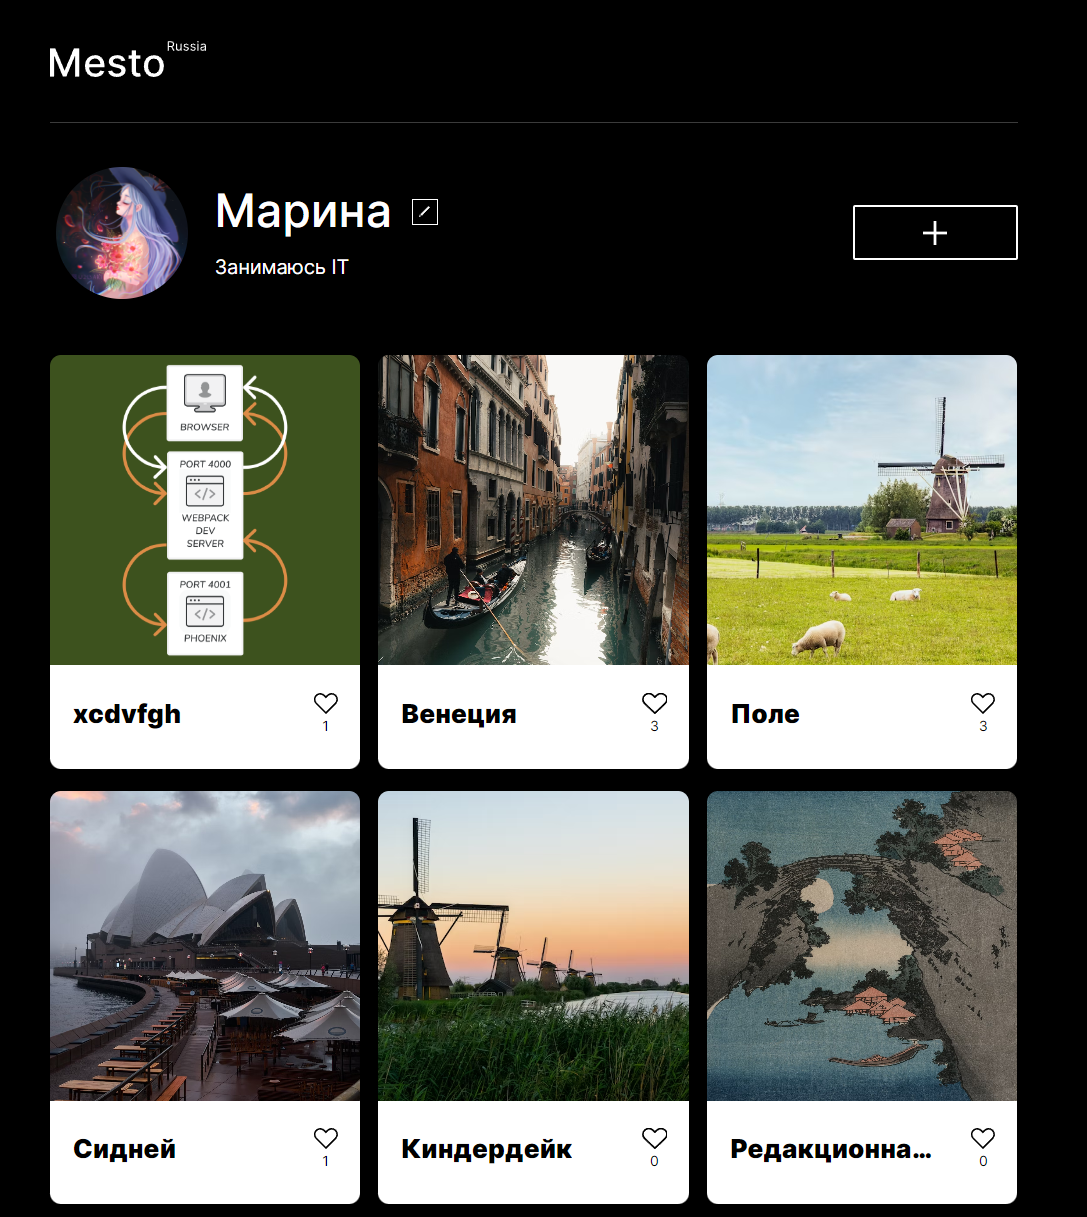 Mesto Russia
Марина
Занимаюсь IT
BROWSER
PORT 4000
</>
WEBPACK
DEV
SERVER
PORT 4001
</>
PHOENIX
xcdvfgh
1
Венеция
3
Поле
3
Сидней
1
Киндердейк
0
Редакционна...
0